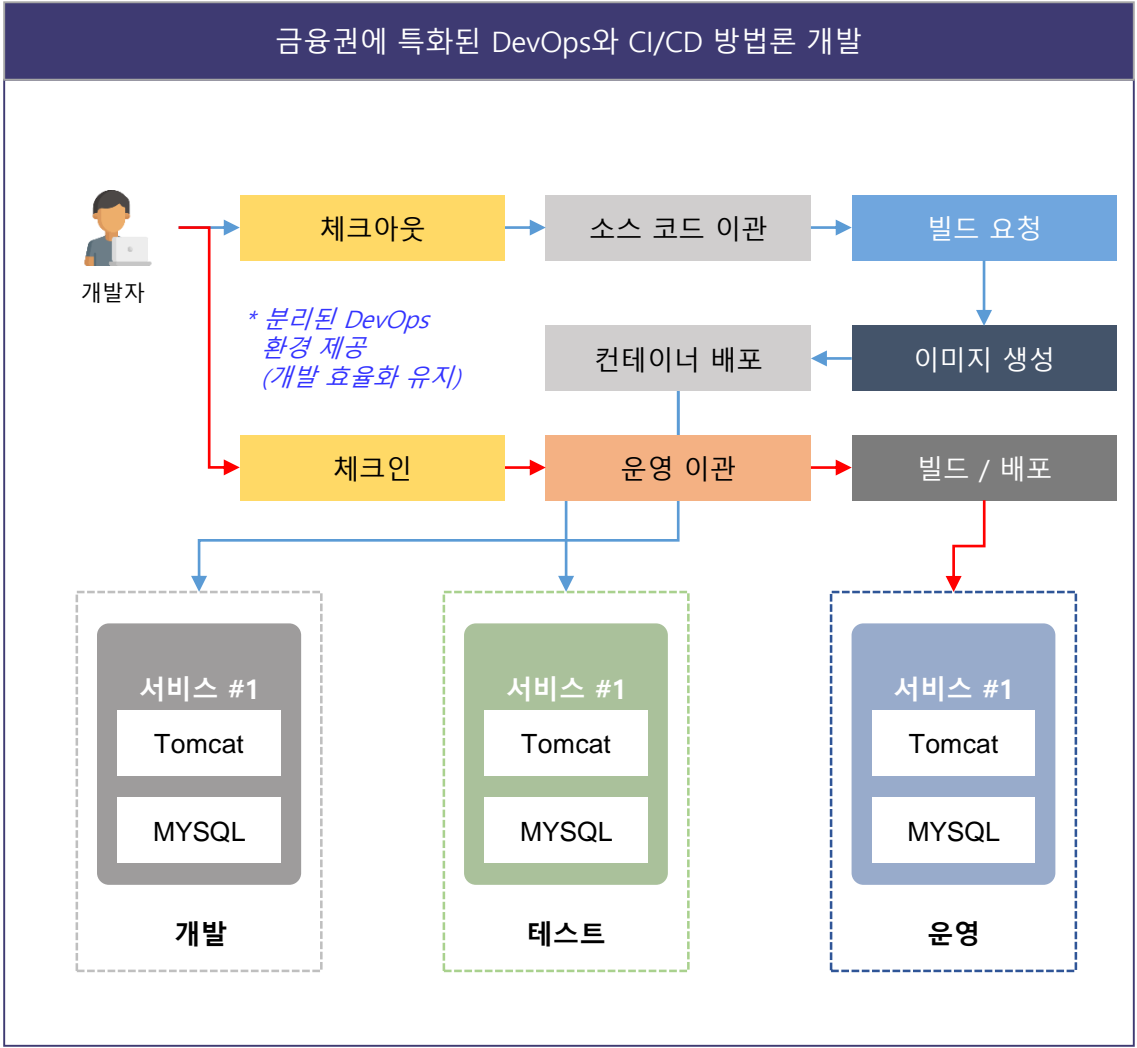 금융권에 특화된 DevOps와 CI/CD 방법론 개발
체크아웃
소스 코드 이관
빌드 요청
개발자
* 분리된 DevOps
환경 제공
(개발 효율화 유지)
컨테이너 배포
이미지 생성
체크인
운영 이관
빌드 / 배포
서비스 #1
Tomcat
MYSQL
개발
서비스 #1
Tomcat
MYSQL
테스트
서비스 #1
Tomcat
MYSQL
운영